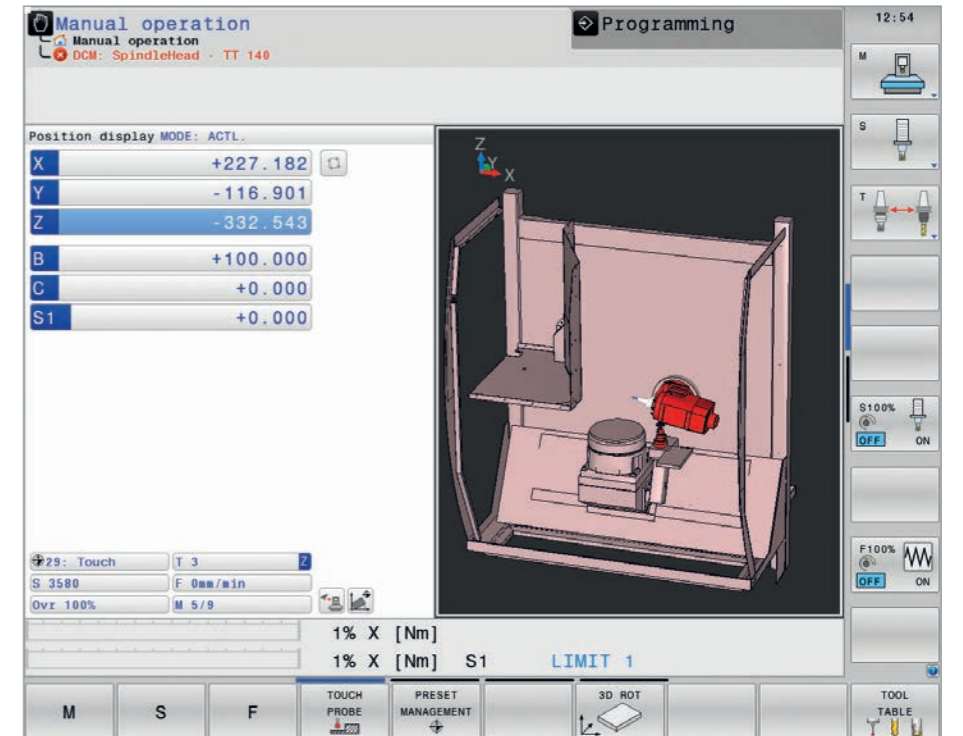 Manual operation
Programming
12:54
Manual operation
DCM: SpindleHead - TT 140
M
Position display MODE: ACTL.
S
X +227.182
Y -116.901
Z -332.543
B +100.000
C +0.000
S1 +0.000
Z
Y
X
T
S100%
OFF ON
F100%
OFF ON
29: Touch T 3 Z
S 3580 F 0mm/min
Ovr 100% M 5/9
1% X [Nm]
1% X [Nm] S1 LIMIT 1
M
S
F
TOUCH
PROBE
PRESET
MANAGEMENT
3D ROT
TOOL
TABLE